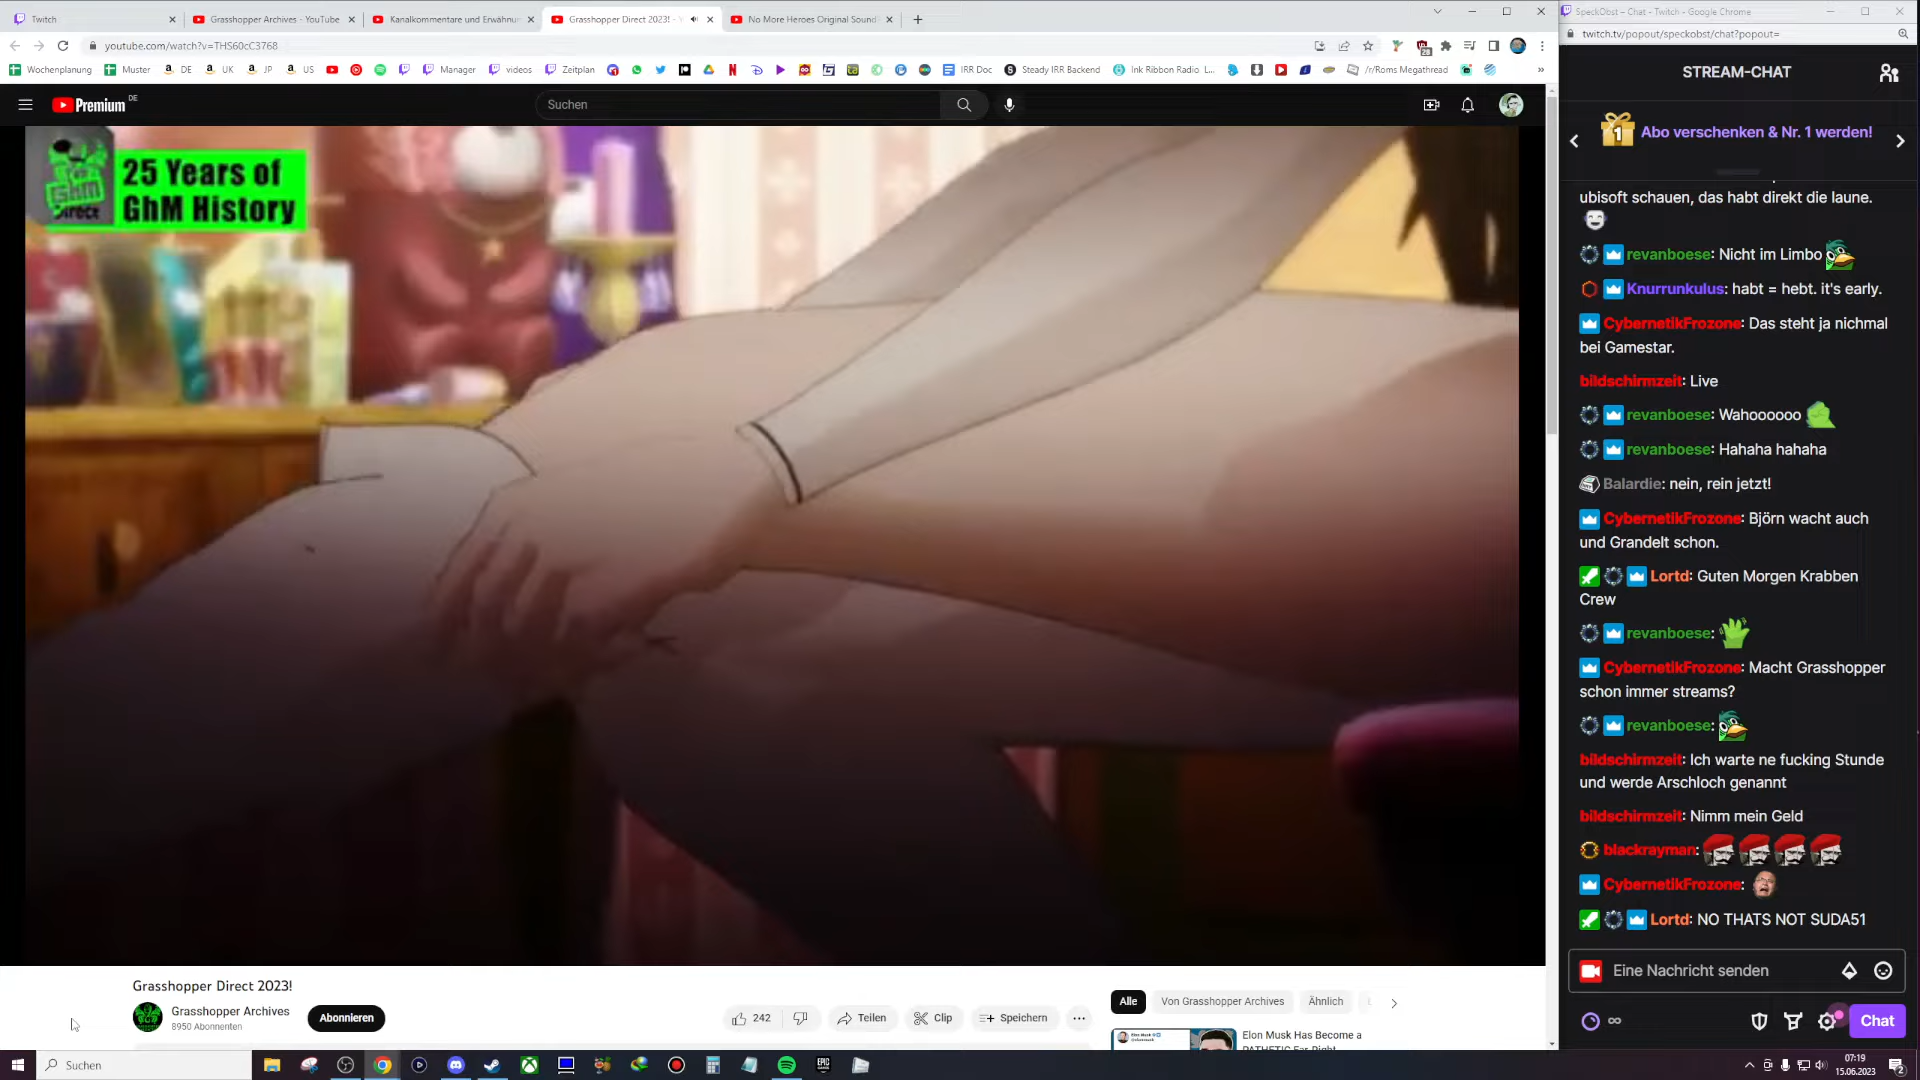 Twitch
Grasshopper Archives - YouTube
Kanalkommentare und Erwähnun
Grasshopper Direct 2023! - Y
No More Heroes Original Sound
SpeckObst – Chat - Twitch - Google Chrome
youtube.com/watch?v=THS60cC3768
twitch.tv/popout/speckobst/chat?popout=
Wochenplanung
Muster
DE
UK
JP
US
Manager
videos
Zeitplan
IRR Doc
Steady IRR Backend
Ink Ribbon Radio L...
/r/Roms Megathread
Premium DE
Suchen
STREAM-CHAT
Abo verschenken & Nr. 1 werden!
25 Years of
GhM History
ubisoft schauen, das habt direkt die laune.
revanboese: Nicht im Limbo
Knurrunkulus: habt = hebt. it's early.
CybernetikFrozone: Das steht ja nichmal
bei Gamestar.
bildschirmzeit: Live
revanboese: Wahoooooo
revanboese: Hahaha hahaha
Balardie: nein, rein jetzt!
CybernetikFrozone: Björn wacht auch
und Grandelt schon.
Lortd: Guten Morgen Krabben
Crew
revanboese:
CybernetikFrozone: Macht Grasshopper
schon immer streams?
revanboese:
bildschirmzeit: Ich warte ne fucking Stunde
und werde Arschloch genannt
bildschirmzeit: Nimm mein Geld
blackrayman:
CybernetikFrozone:
Lortd: NO THATS NOT SUDA51
Eine Nachricht senden
Chat
Grasshopper Direct 2023!
Grasshopper Archives
8950 Abonnenten
Abonnieren
242
Teilen
Clip
Speichern
Alle
Von Grasshopper Archives
Ähnlich
Elon Musk Has Become a
PATHETIC Far-Right
Suchen
07:19
15.06.2023